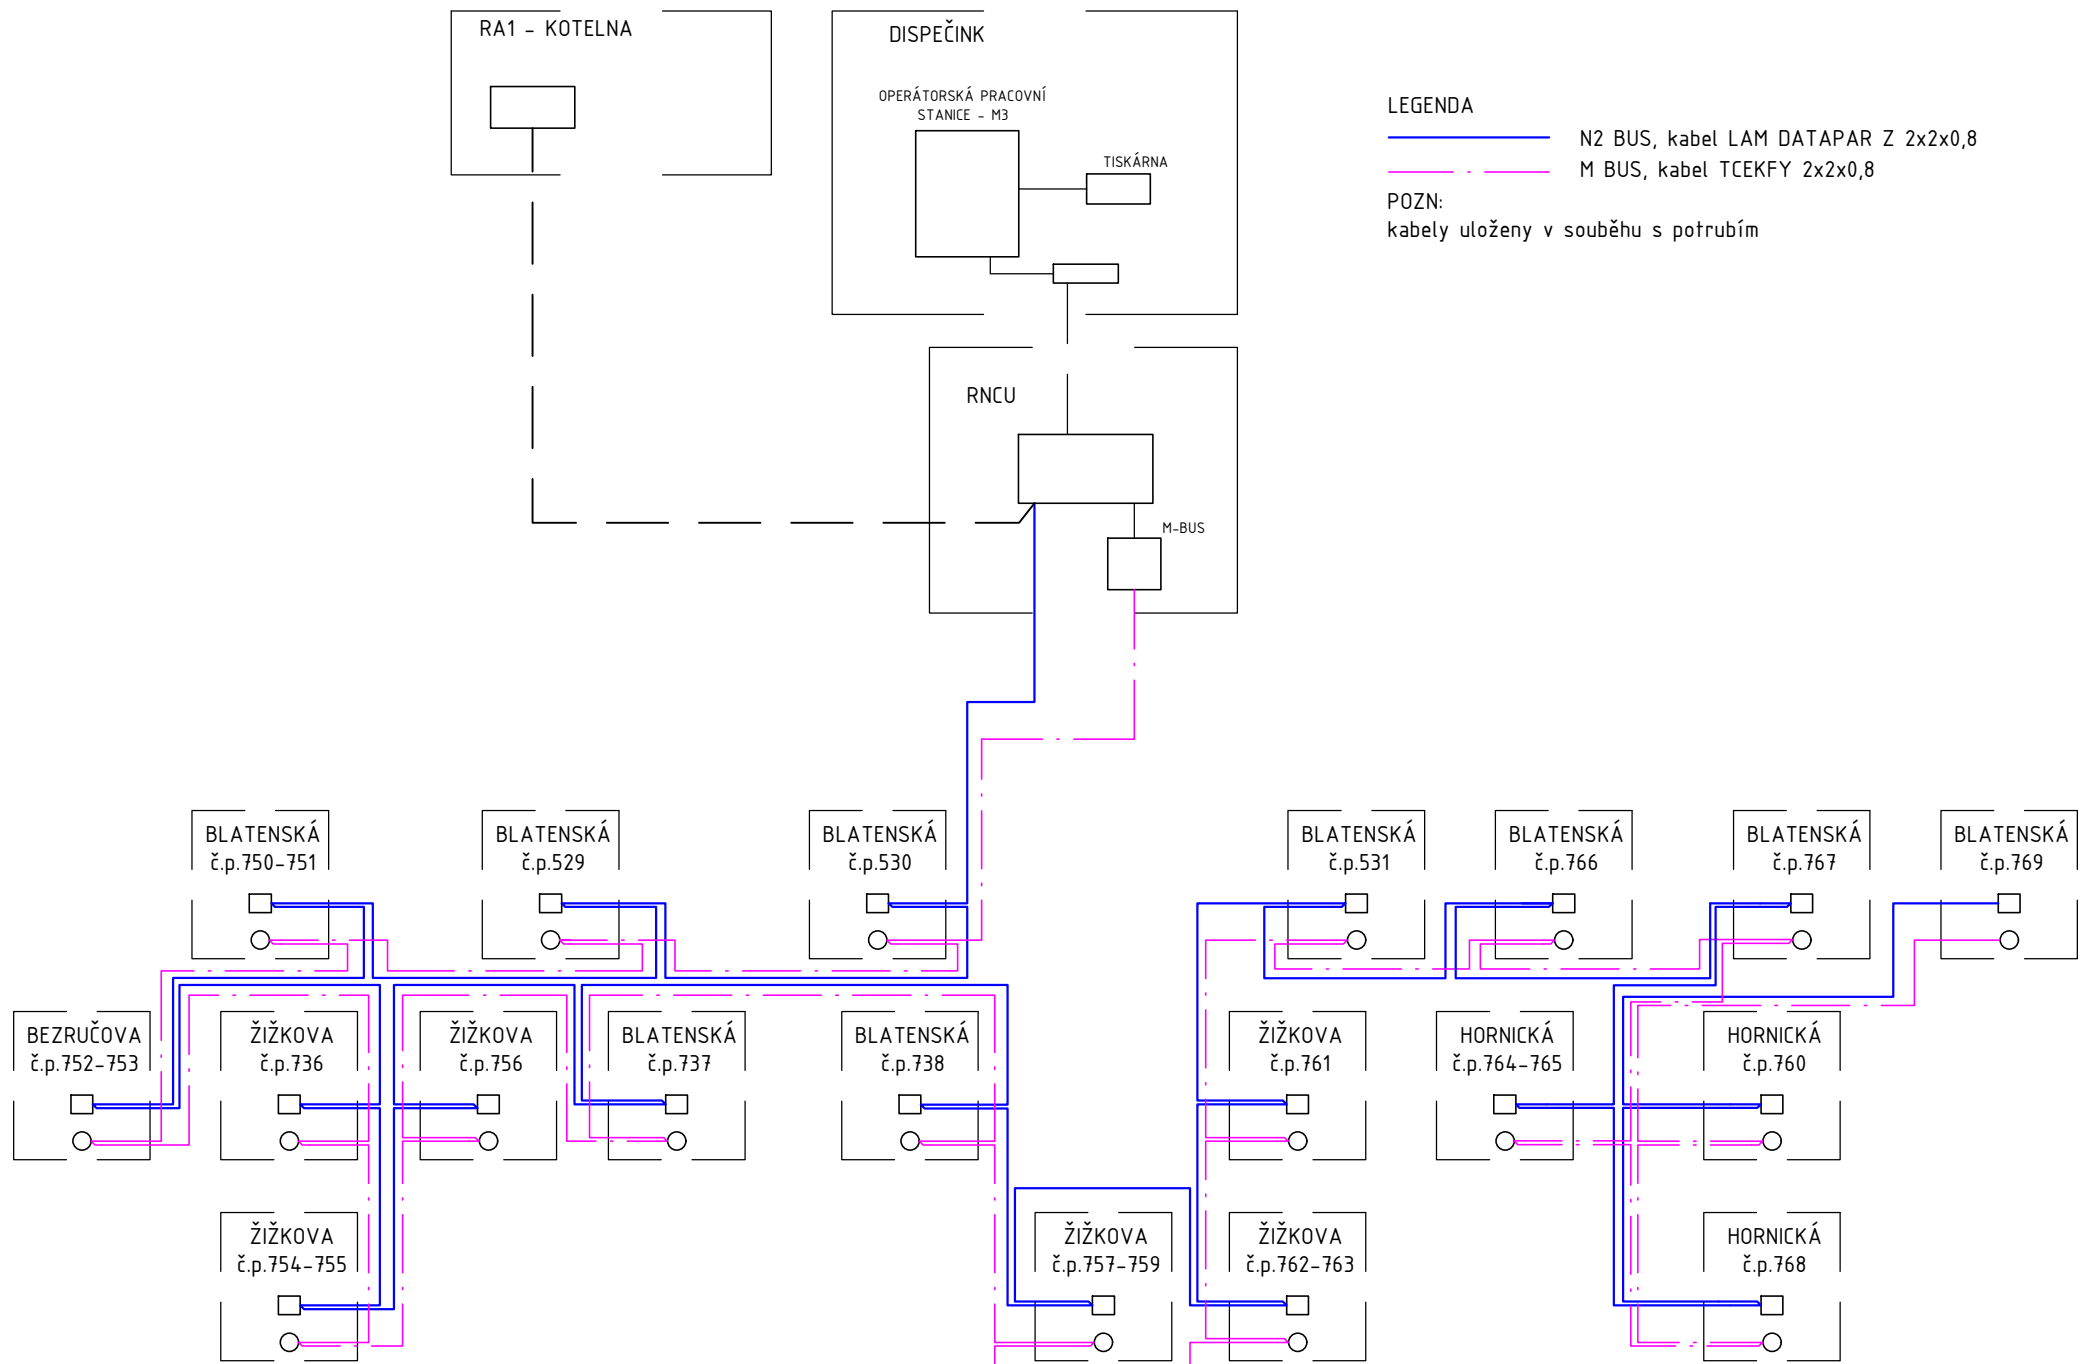 RA1 - KOTELNA
DISPEČINK
OPERÁTORSKÁ PRACOVNÍ
STANICE - M3
TISKÁRNA
LEGENDA
N2 BUS, kabel LAM DATAPAR Z 2x2x0,8
M BUS, kabel TCEKFY 2x2x0,8
POZN:
kabely uloženy v souběhu s potrubím
RNCU
M-BUS
BLATENSKÁ
č.p.750-751
BLATENSKÁ
č.p.529
BLATENSKÁ
č.p.530
BLATENSKÁ
č.p.531
BLATENSKÁ
č.p.766
BLATENSKÁ
č.p.767
BLATENSKÁ
č.p.769
BEZRUČOVA
č.p.752-753
ŽIŽKOVA
č.p.736
ŽIŽKOVA
č.p.756
BLATENSKÁ
č.p.737
BLATENSKÁ
č.p.738
ŽIŽKOVA
č.p.761
HORNICKÁ
č.p.764-765
HORNICKÁ
č.p.760
ŽIŽKOVA
č.p.754-755
ŽIŽKOVA
č.p.757-759
ŽIŽKOVA
č.p.762-763
HORNICKÁ
č.p.768